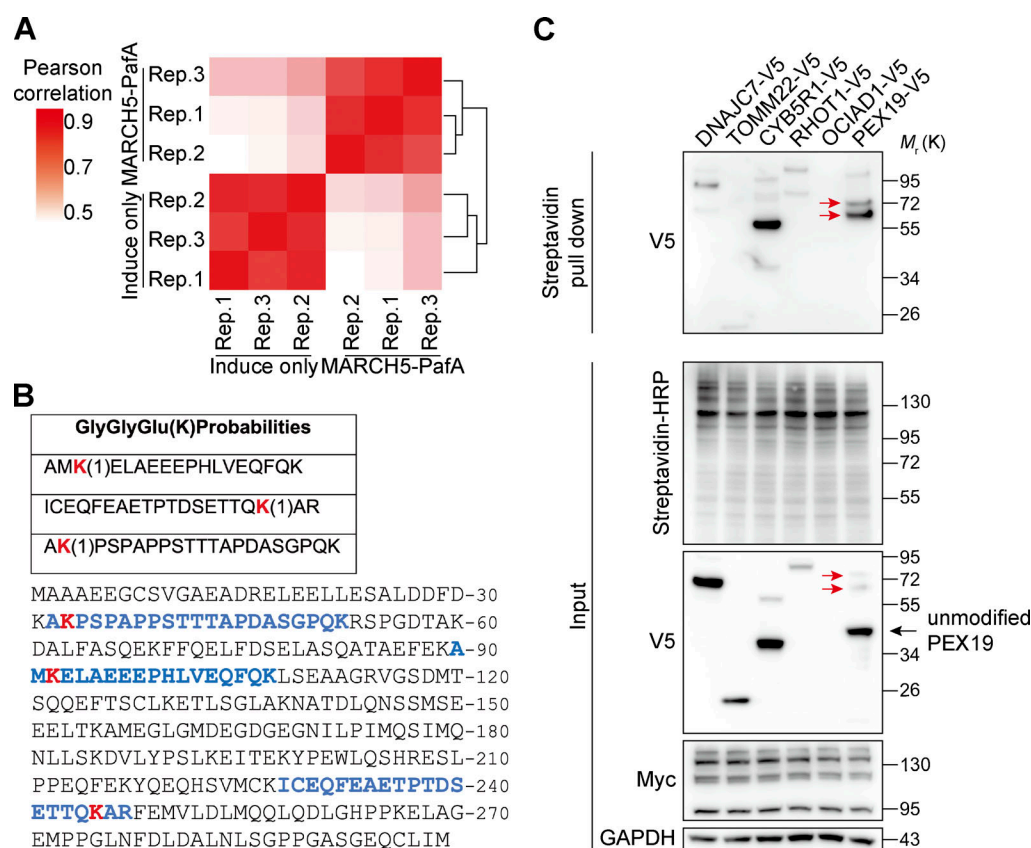 A
Pearson
correlation
0.9
0.7
0.5
Induce only MARCH5-PafA
Rep.3
Rep.1
Rep.2
Rep.2
Rep.3
Rep.1
Rep.1
Rep.3
Rep.2
Rep.2
Rep.1
Rep.3
Induce only MARCH5-PafA
B
GlyGlyGlu(K)Probabilities
AMK(1)ELAEEEPHLVEQFQK
ICEQFEAETPTDSETTQK(1)AR
AK(1)PSPAPPSTTTAPDASGPQK
MAAAEEGCSVGAEADRELEELLESALDDFD-30
KAKPSPAPPSTTTAPDASGPQKRSPGDTAK-60
DALFASQEKFFQELFDSELASQATAEFEKA-90
MKELAEEEPHLVEQFQKLSEAAGRVGSDMT-120
SQQEFTSCLKETLSGLAKNATDLQNSSMSE-150
EELTKAMEGLGMDEGDGEGNILPIMQSIMQ-180
NLLSKDVLYPSLKEITEKYPEWLQSHRESL-210
PPEQFEKYQEQHSVMCKICEQFEAETPTDS-240
ETTQKARFEMVLDLMQQLQDLGHPPKELAG-270
EMPPGLNFDLDALNLSGPPGASGEQCLIM
C
DNAJC7-V5
TOMM22-V5
CYB5R1-V5
RHOT1-V5
OCIAD1-V5
PEX19-V5
Mr (K)
Streptavidin
pull down
V5
95
72
55
34
26
Input
Streptavidin-HRP
130
95
72
55
V5
95
72
55
34
26
unmodified
PEX19
Myc
130
95
GAPDH
43